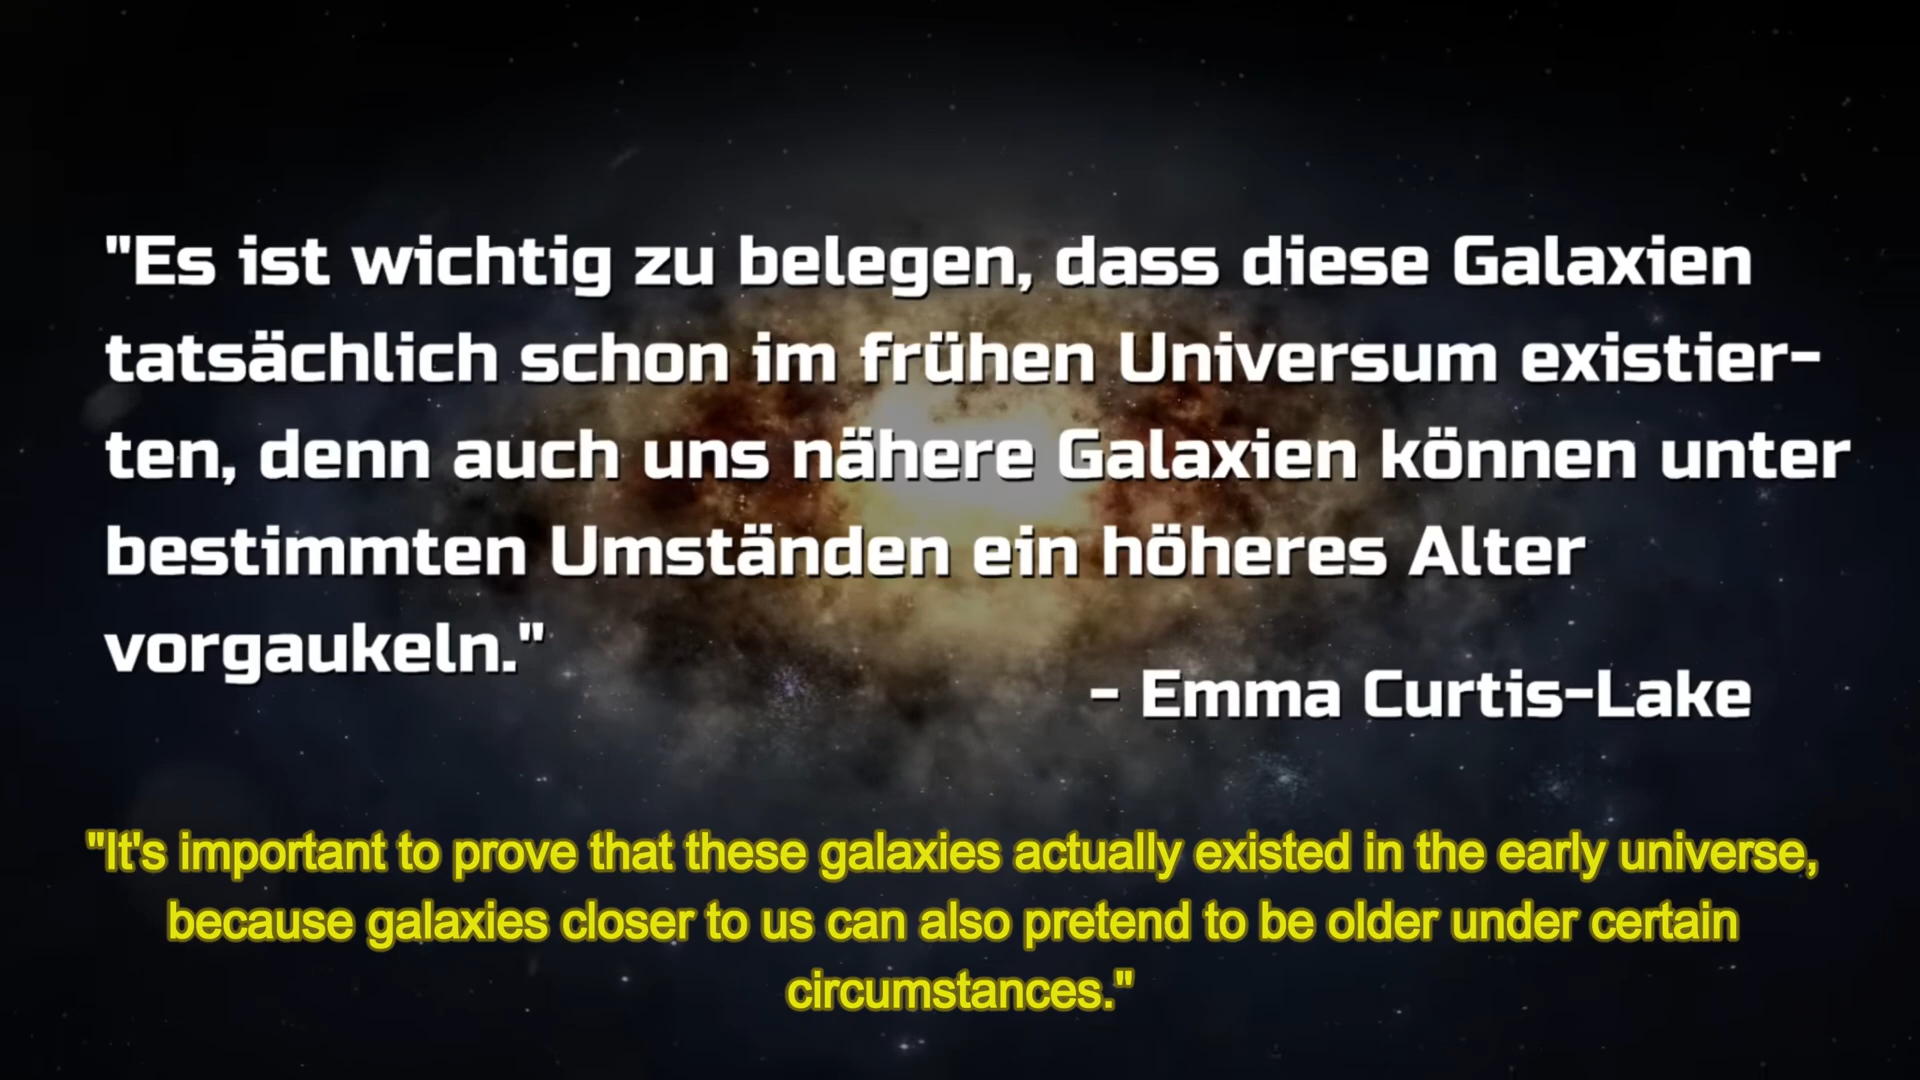 "Es ist wichtig zu belegen, dass diese Galaxien
tatsächlich schon im frühen Universum existier-
ten, denn auch uns nähere Galaxien können unter
bestimmten Umständen ein höheres Alter
vorgaukeln."
- Emma Curtis-Lake
"It's important to prove that these galaxies actually existed in the early universe,
because galaxies closer to us can also pretend to be older under certain
circumstances."